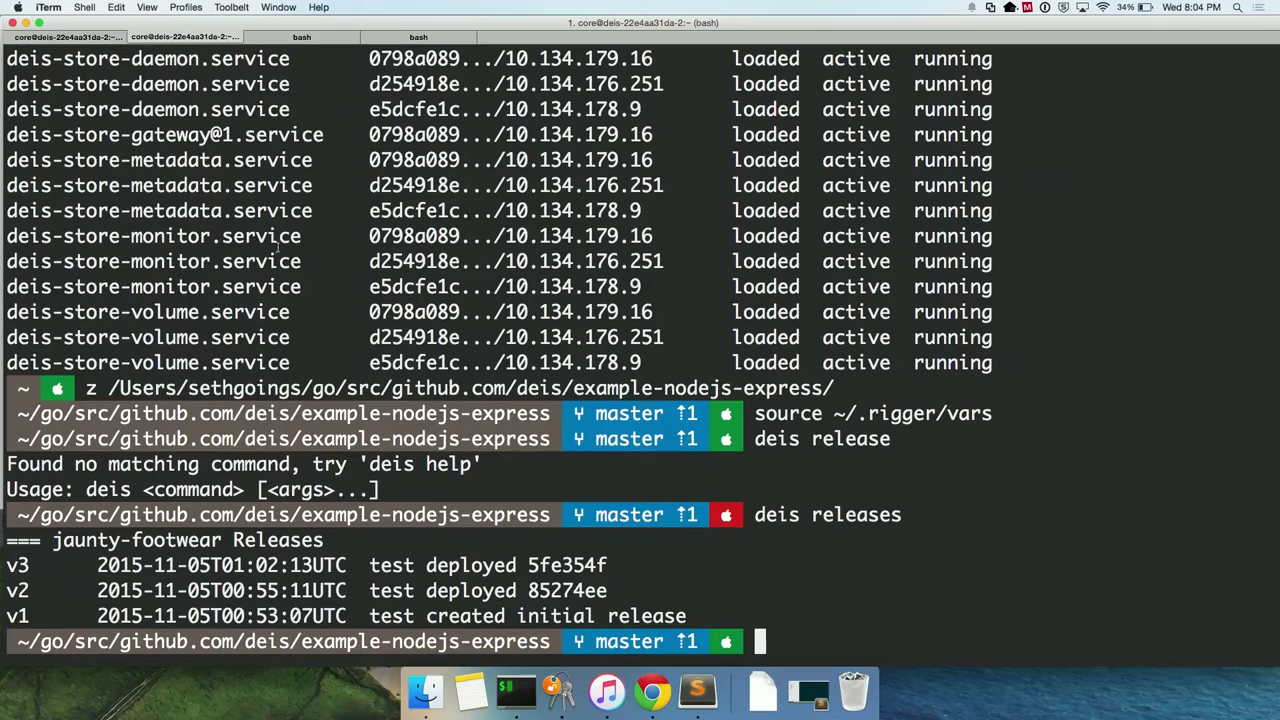 iTerm Shell Edit View Profiles Toolbelt Window Help 34% Wed 8:04 PM
1. core@deis-22e4aa31da-2:~ (bash)
core@deis-22e4aa31da-2:~... core@deis-22e4aa31da-2:~... bash bash
deis-store-daemon.service 0798a089.../10.134.179.16 loaded active running
deis-store-daemon.service d254918e.../10.134.176.251 loaded active running
deis-store-daemon.service e5dcfe1c.../10.134.178.9 loaded active running
deis-store-gateway@1.service 0798a089.../10.134.179.16 loaded active running
deis-store-metadata.service 0798a089.../10.134.179.16 loaded active running
deis-store-metadata.service d254918e.../10.134.176.251 loaded active running
deis-store-metadata.service e5dcfe1c.../10.134.178.9 loaded active running
deis-store-monitor.service 0798a089.../10.134.179.16 loaded active running
deis-store-monitor.service d254918e.../10.134.176.251 loaded active running
deis-store-monitor.service e5dcfe1c.../10.134.178.9 loaded active running
deis-store-volume.service 0798a089.../10.134.179.16 loaded active running
deis-store-volume.service d254918e.../10.134.176.251 loaded active running
deis-store-volume.service e5dcfe1c.../10.134.178.9 loaded active running
~ z /Users/sethgoings/go/src/github.com/deis/example-nodejs-express/
~/go/src/github.com/deis/example-nodejs-express master ⇡1 source ~/.rigger/vars
~/go/src/github.com/deis/example-nodejs-express master ⇡1 deis release
Found no matching command, try 'deis help'
Usage: deis <command> [<args>...]
~/go/src/github.com/deis/example-nodejs-express master ⇡1 deis releases
=== jaunty-footwear Releases
v3 2015-11-05T01:02:13UTC test deployed 5fe354f
v2 2015-11-05T00:55:11UTC test deployed 85274ee
v1 2015-11-05T00:53:07UTC test created initial release
~/go/src/github.com/deis/example-nodejs-express master ⇡1